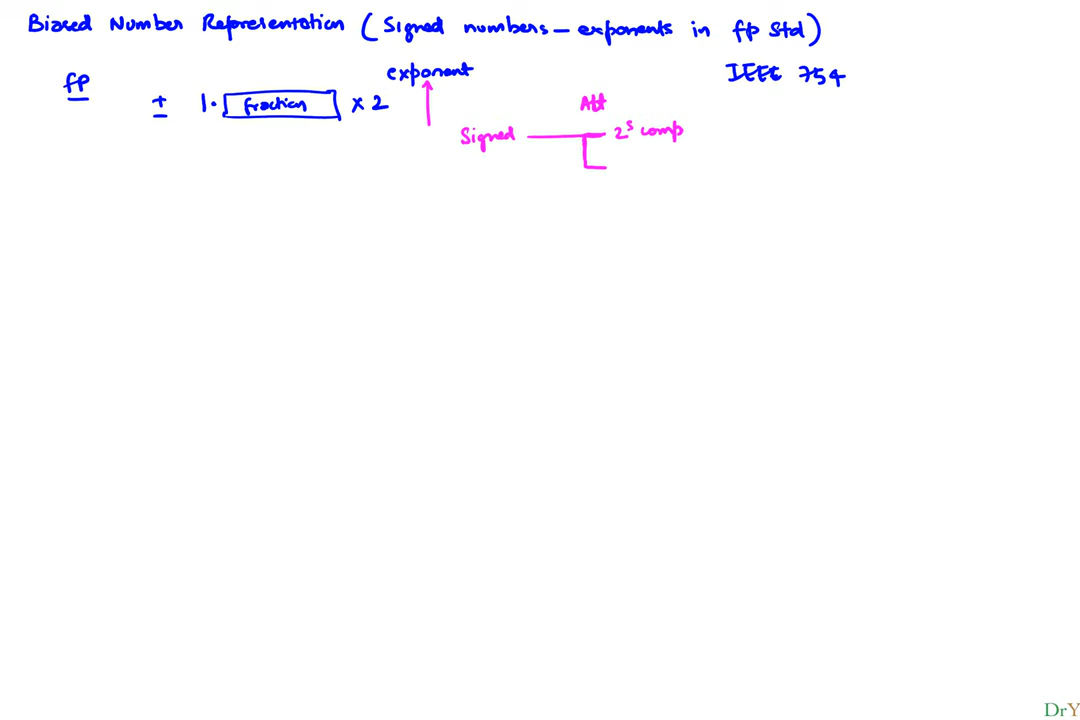 Biased Number Representation (Signed numbers - exponents in fp Std)
IEEE 754
fp
± 1. fraction × 2 exponent
Alt
Signed 2s comp
DrY